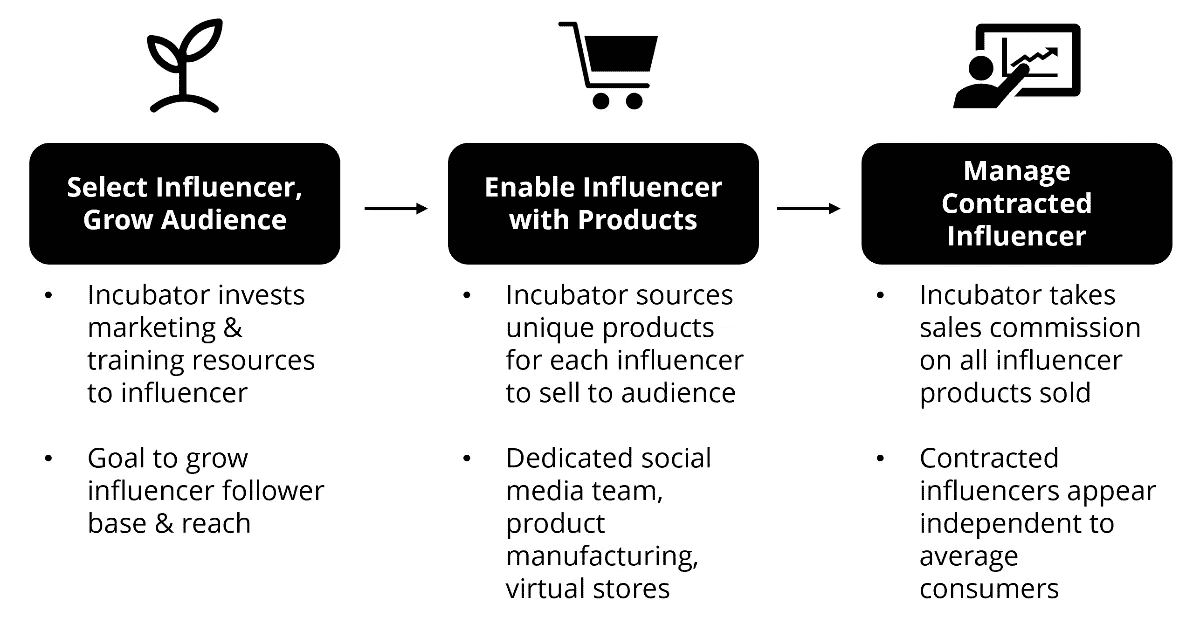 Select Influencer,
Grow Audience
• Incubator invests
marketing &
training resources
to influencer
• Goal to grow
influencer follower
base & reach
Enable Influencer
with Products
• Incubator sources
unique products
for each influencer
to sell to audience
• Dedicated social
media team,
product
manufacturing,
virtual stores
Manage
Contracted
Influencer
• Incubator takes
sales commission
on all influencer
products sold
• Contracted
influencers appear
independent to
average
consumers